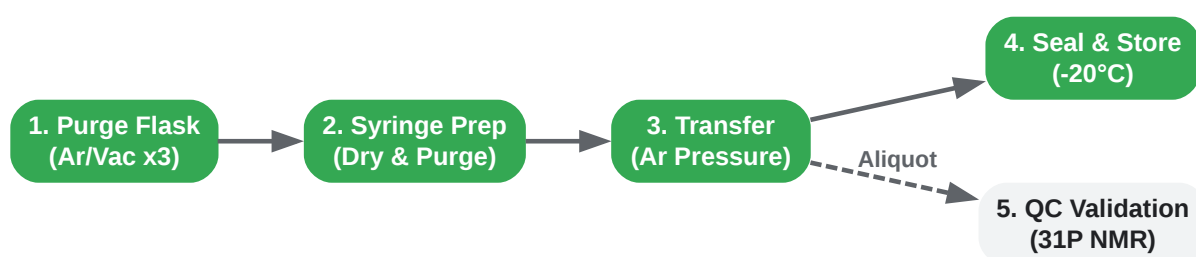 1. Purge Flask
(Ar/Vac x3)
2. Syringe Prep
(Dry & Purge)
3. Transfer
(Ar Pressure)
4. Seal & Store
(-20°C)
Aliquot
5. QC Validation
(31P NMR)